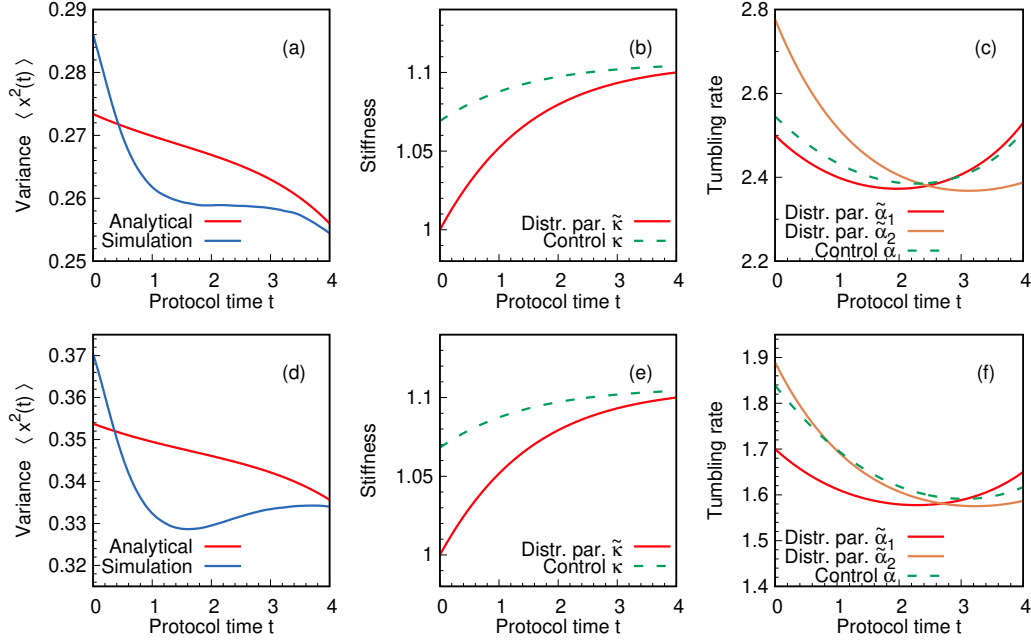 0.29
0.28
0.27
0.26
0.25
Variance ⟨ x²(t) ⟩
(a)
Analytical
Simulation
0 1 2 3 4
Protocol time t
1.1
1.05
1
Stiffness
(b)
Distr. par. κ̃
Control κ
0 1 2 3 4
Protocol time t
2.8
2.6
2.4
2.2
Tumbling rate
(c)
Distr. par. α̃₁
Distr. par. α̃₂
Control α
0 1 2 3 4
Protocol time t
0.37
0.36
0.35
0.34
0.33
0.32
Variance ⟨ x²(t) ⟩
(d)
Analytical
Simulation
0 1 2 3 4
Protocol time t
1.1
1.05
1
Stiffness
(e)
Distr. par. κ̃
Control κ
0 1 2 3 4
Protocol time t
1.9
1.8
1.7
1.6
1.5
1.4
Tumbling rate
(f)
Distr. par. α̃₁
Distr. par. α̃₂
Control α
0 1 2 3 4
Protocol time t